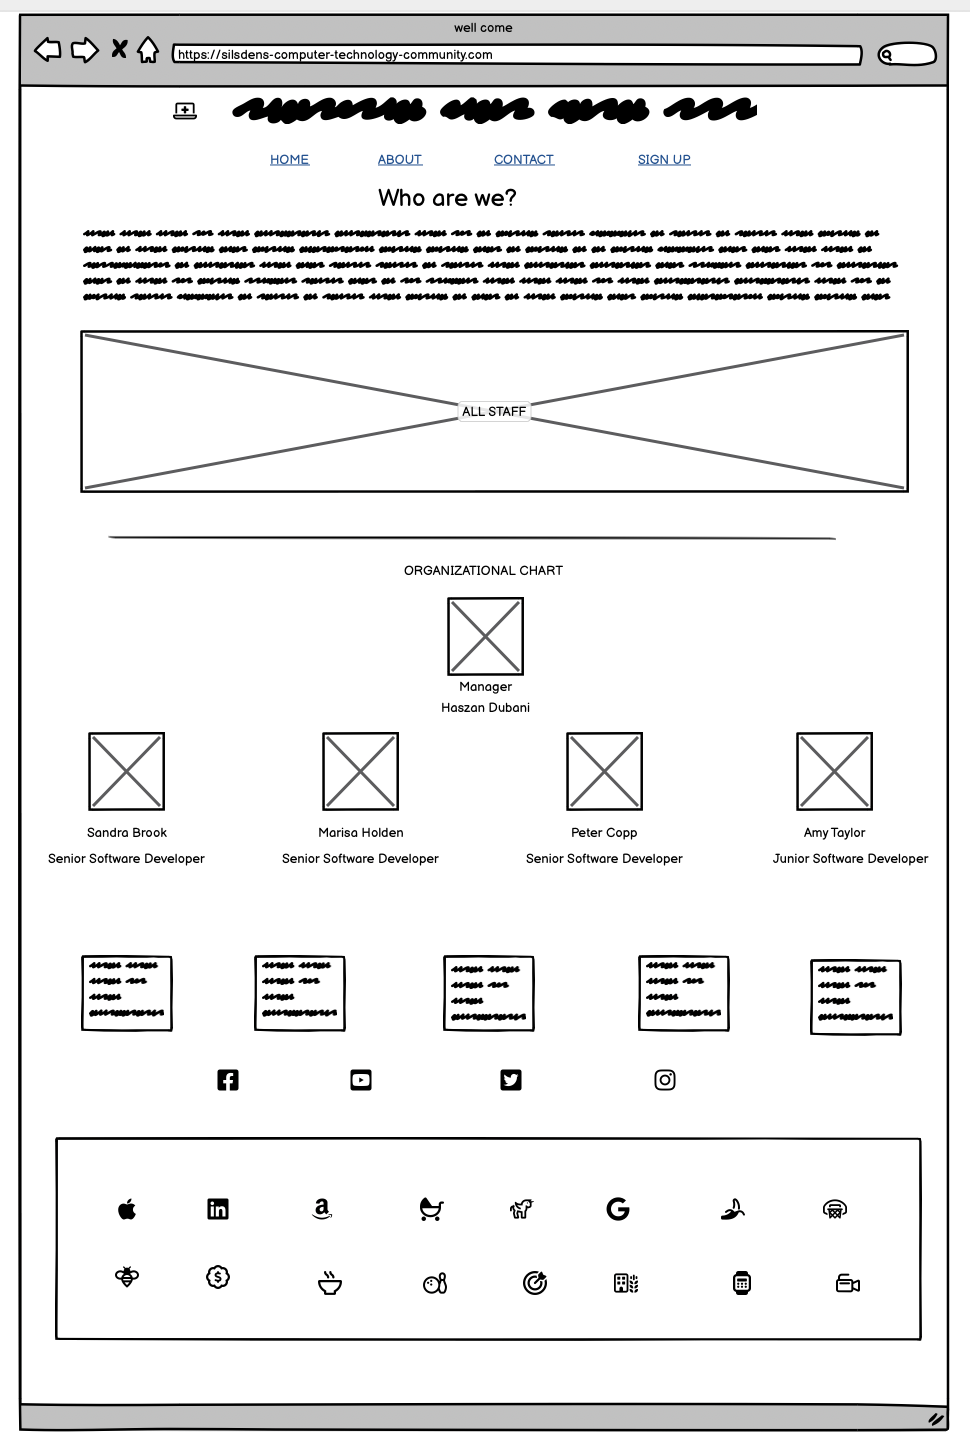 well come
https://silsdens-computer-technology-community.com
HOME ABOUT CONTACT SIGN UP
Who are we?
ALL STAFF
ORGANIZATIONAL CHART
Manager
Haszan Dubani
Sandra Brook Marisa Holden Peter Copp Amy Taylor
Senior Software Developer Senior Software Developer Senior Software Developer Junior Software Developer